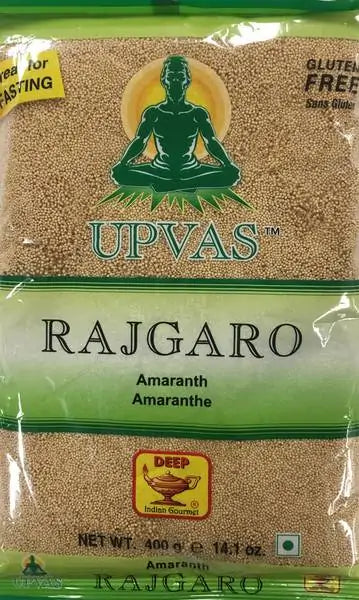 Great for
FASTING
GLUTEN
FREE
Sans Gluten
UPVAS™
RAJGARO
Amaranth
Amaranthe
DEEP
®
Indian Gourmet
NET WT. 400 g ℮ 14.1 oz.
Amaranth
UPVAS
RAJGARO